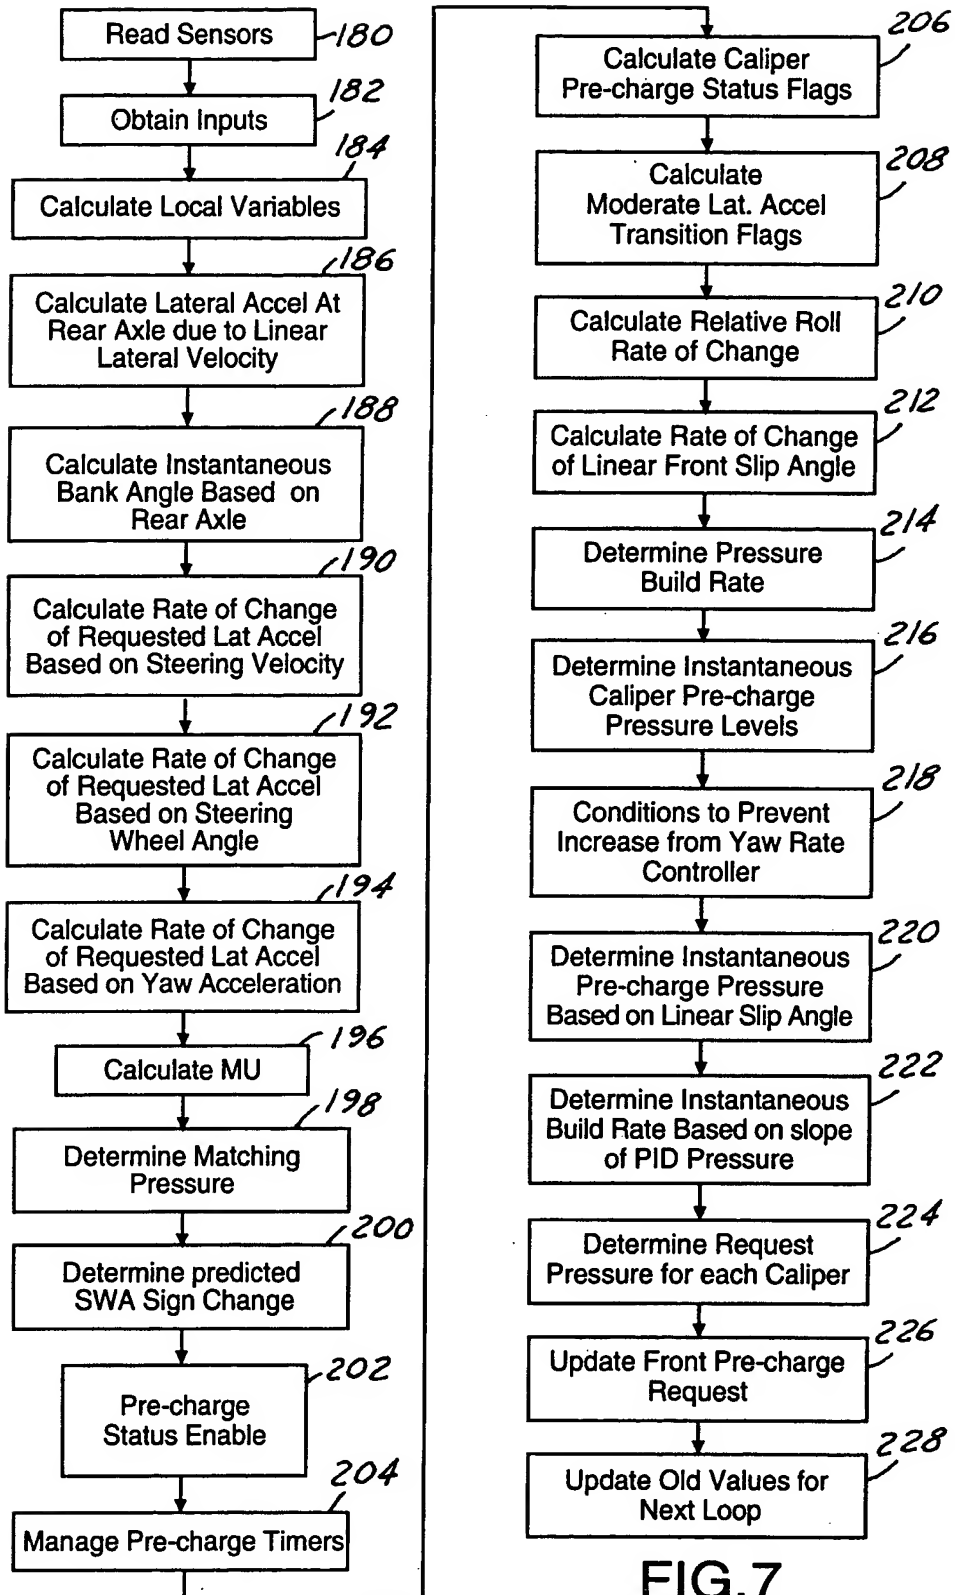 Read Sensors
180
Obtain Inputs
182
184
Calculate Local Variables
186
Calculate Lateral Accel At
Rear Axle due to Linear
Lateral Velocity
188
Calculate Instantaneous
Bank Angle Based on
Rear Axle
190
Calculate Rate of Change
of Requested Lat Accel
Based on Steering Velocity
192
Calculate Rate of Change
of Requested Lat Accel
Based on Steering
Wheel Angle
194
Calculate Rate of Change
of Requested Lat Accel
Based on Yaw Acceleration
196
Calculate MU
198
Determine Matching
Pressure
200
Determine predicted
SWA Sign Change
202
Pre-charge
Status Enable
204
Manage Pre-charge Timers
206
Calculate Caliper
Pre-charge Status Flags
208
Calculate
Moderate Lat. Accel
Transition Flags
210
Calculate Relative Roll
Rate of Change
212
Calculate Rate of Change
of Linear Front Slip Angle
214
Determine Pressure
Build Rate
216
Determine Instantaneous
Caliper Pre-charge
Pressure Levels
218
Conditions to Prevent
Increase from Yaw Rate
Controller
220
Determine Instantaneous
Pre-charge Pressure
Based on Linear Slip Angle
222
Determine Instantaneous
Build Rate Based on slope
of PID Pressure
224
Determine Request
Pressure for each Caliper
226
Update Front Pre-charge
Request
228
Update Old Values for
Next Loop
FIG.7